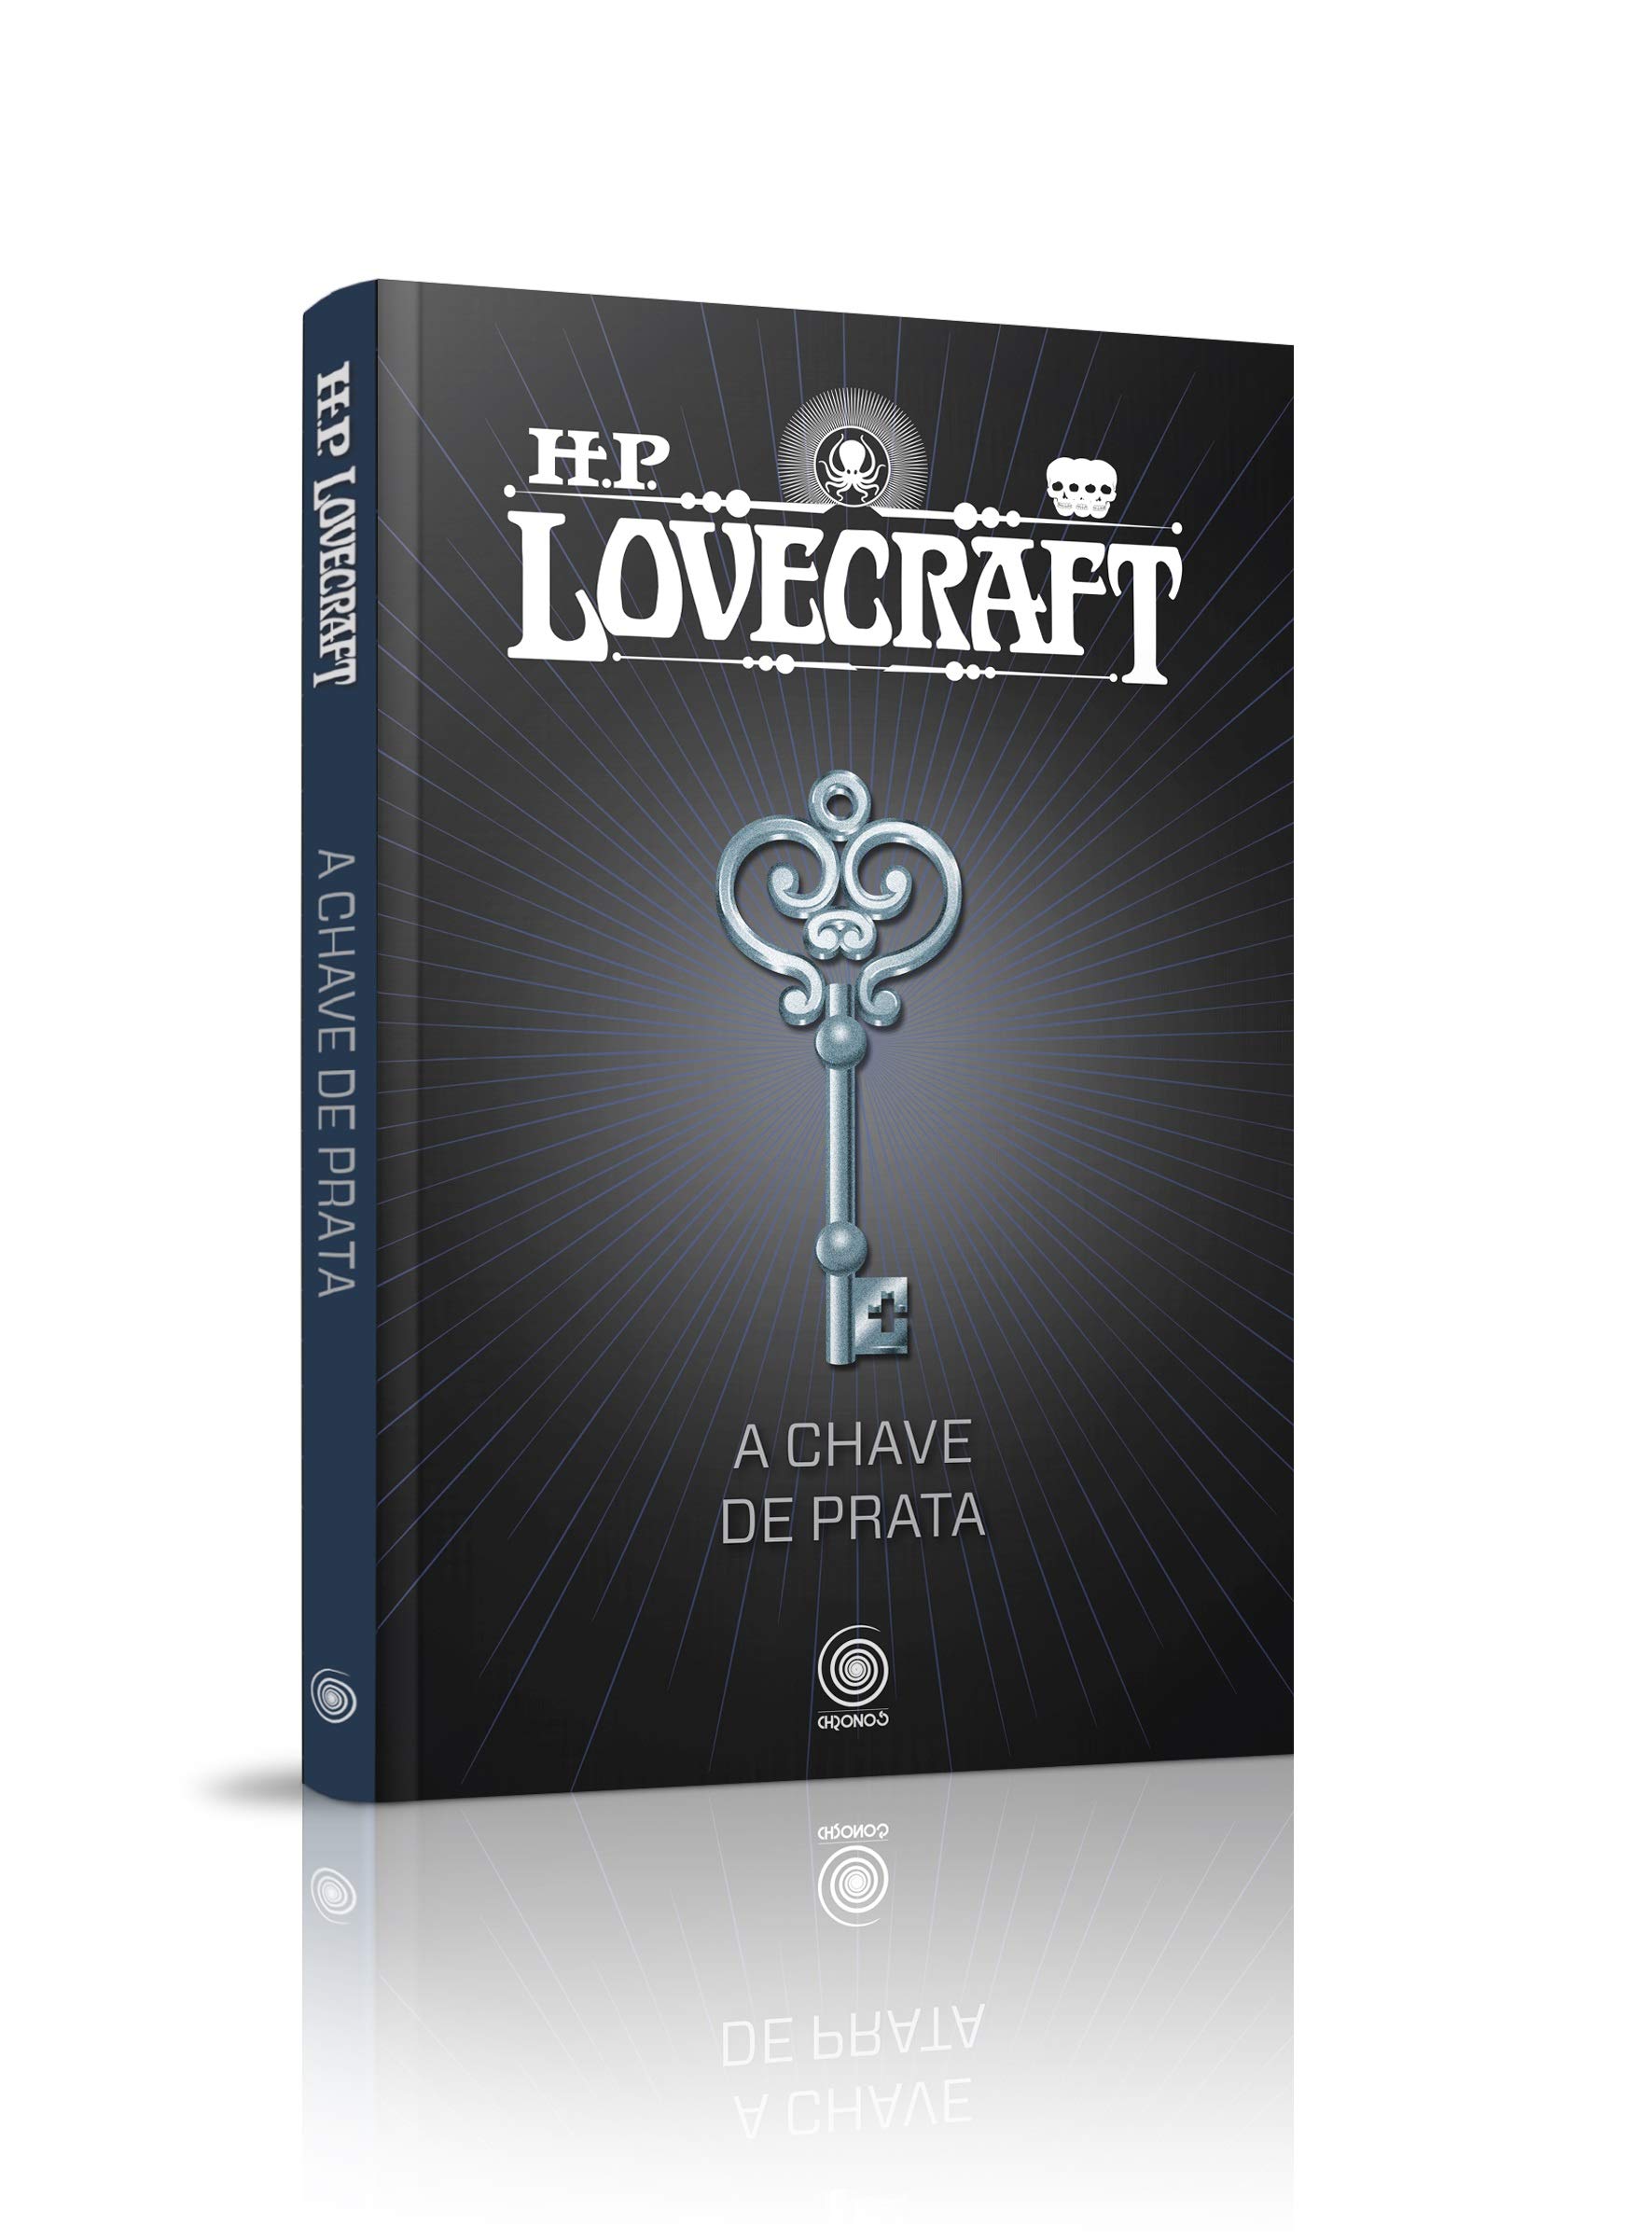 H.P.
LOVECRAFT
A CHAVE
DE PRATA
CHRONOS
H.P. LOVECRAFT A CHAVE DE PRATA